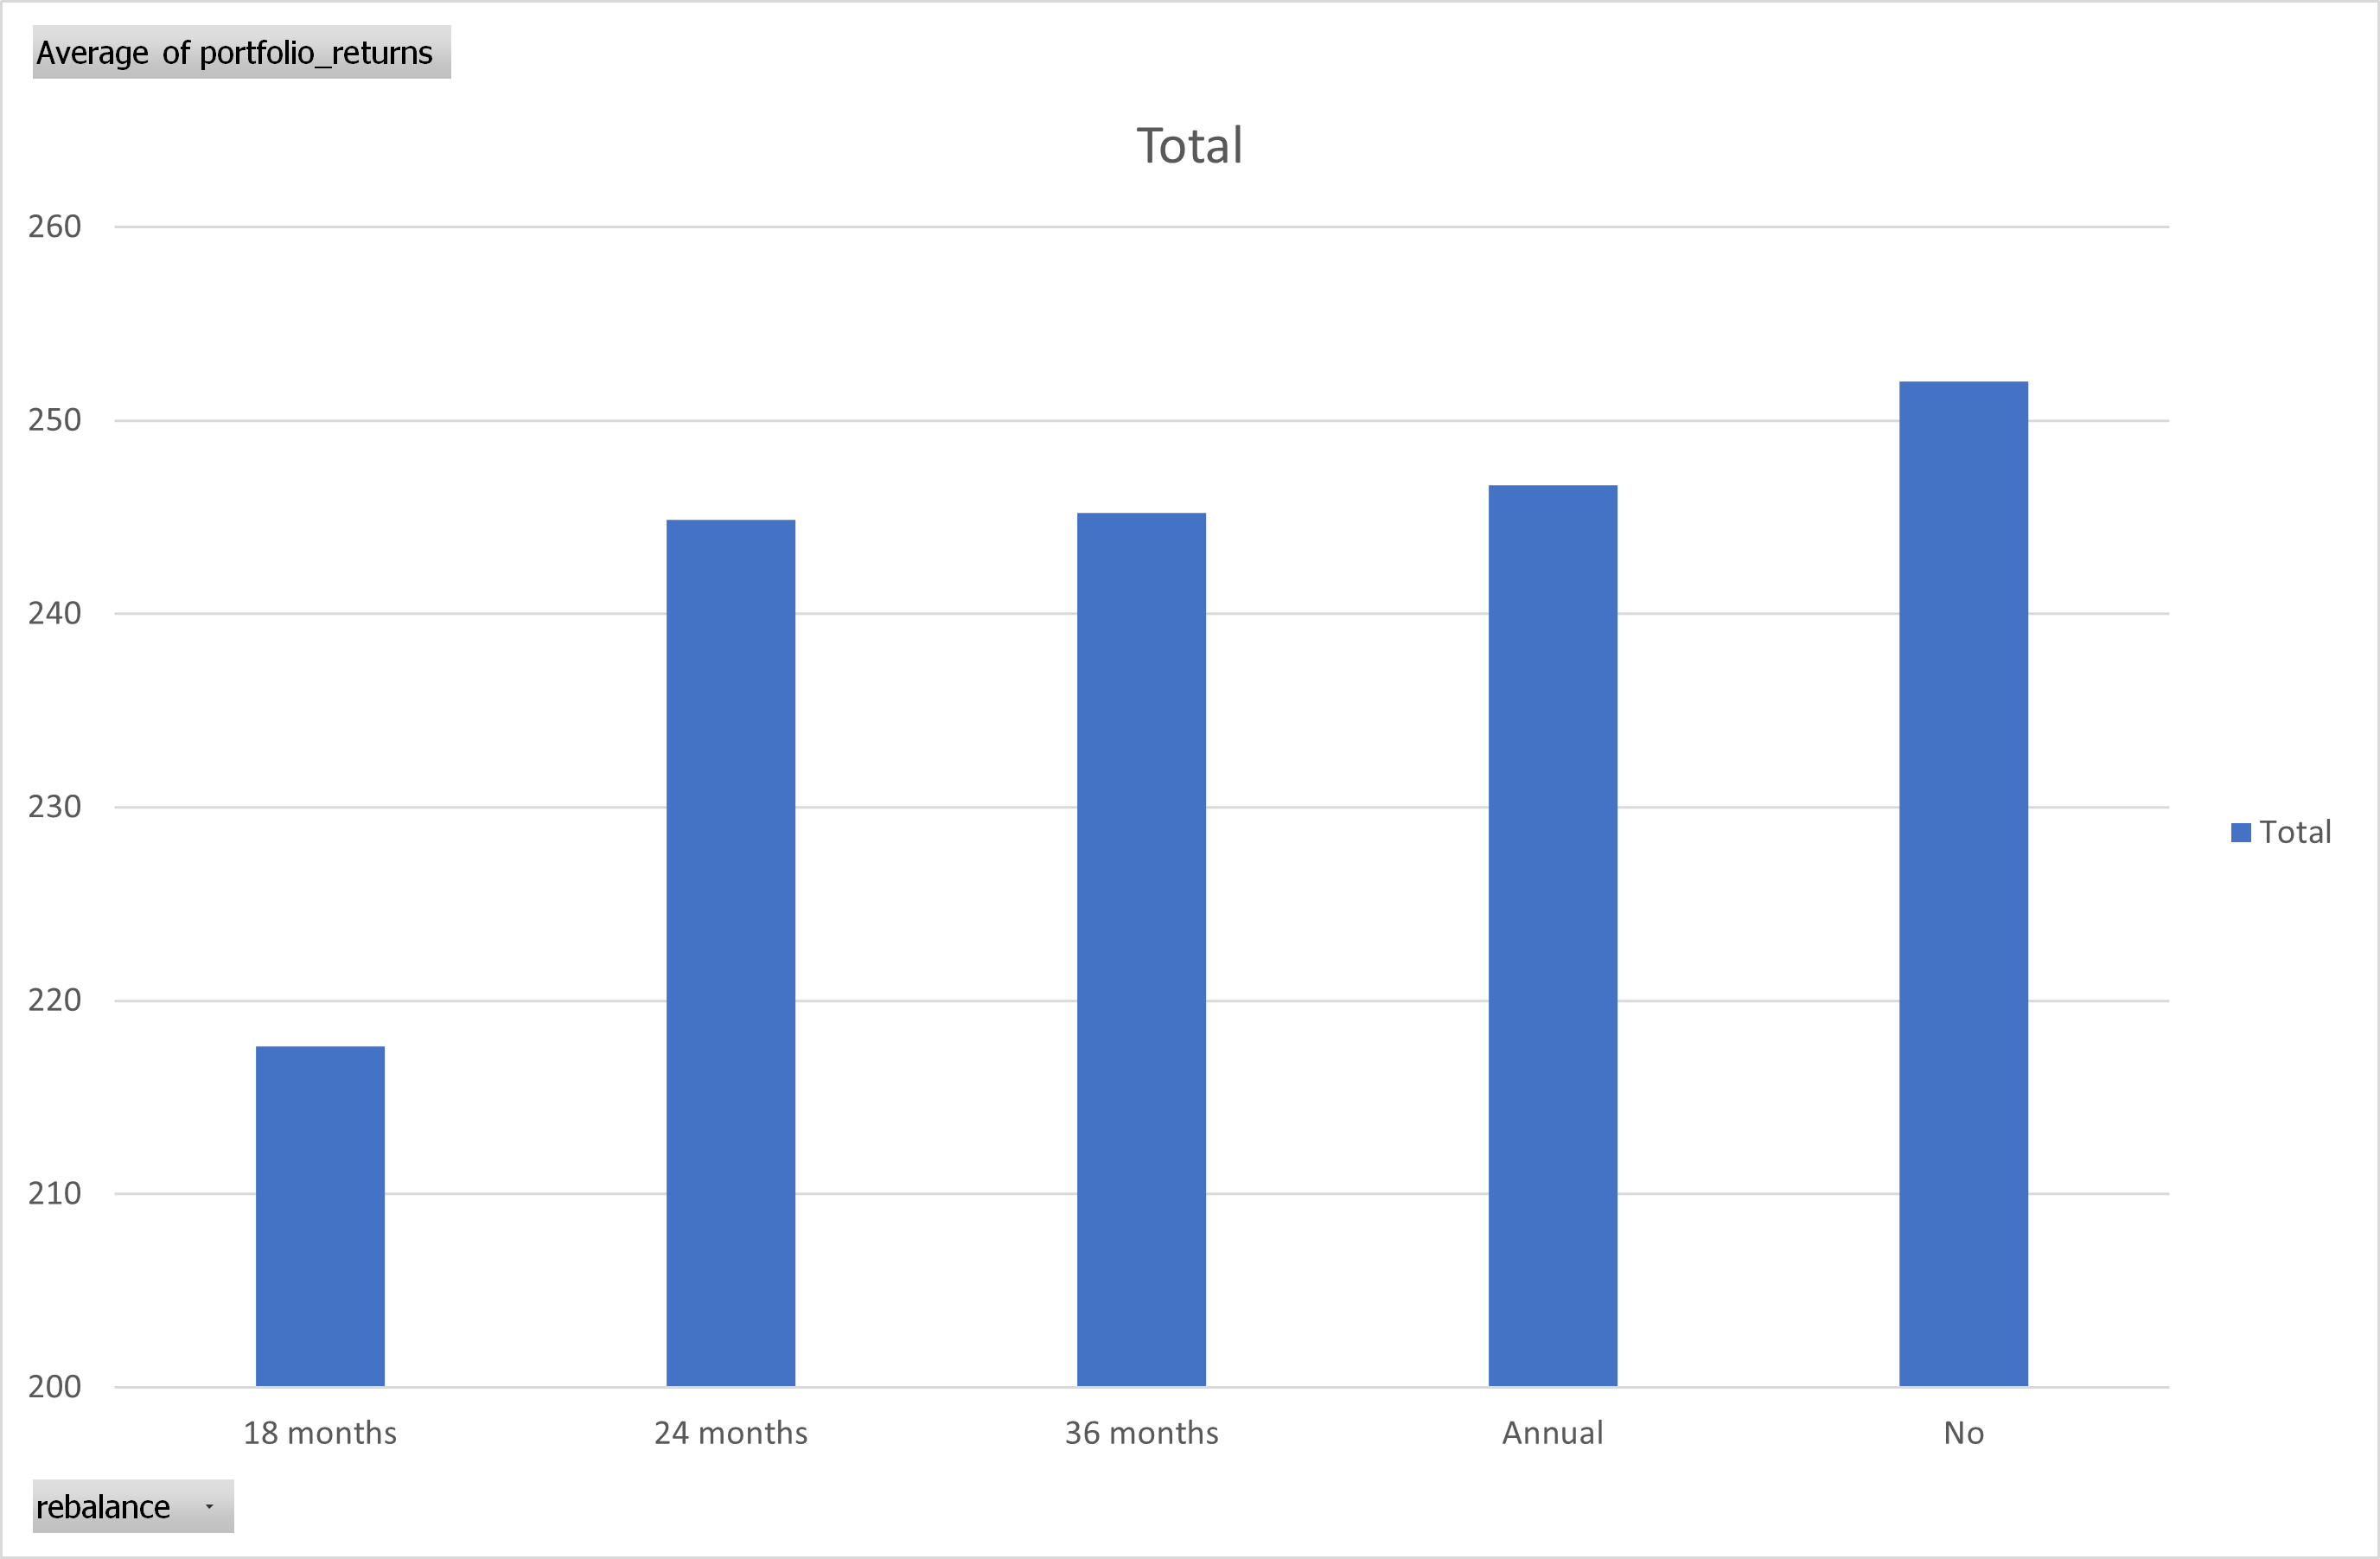 Average of portfolio_returns
Total
260
250
240
230
220
210
200
Total
18 months 24 months 36 months Annual No
rebalance